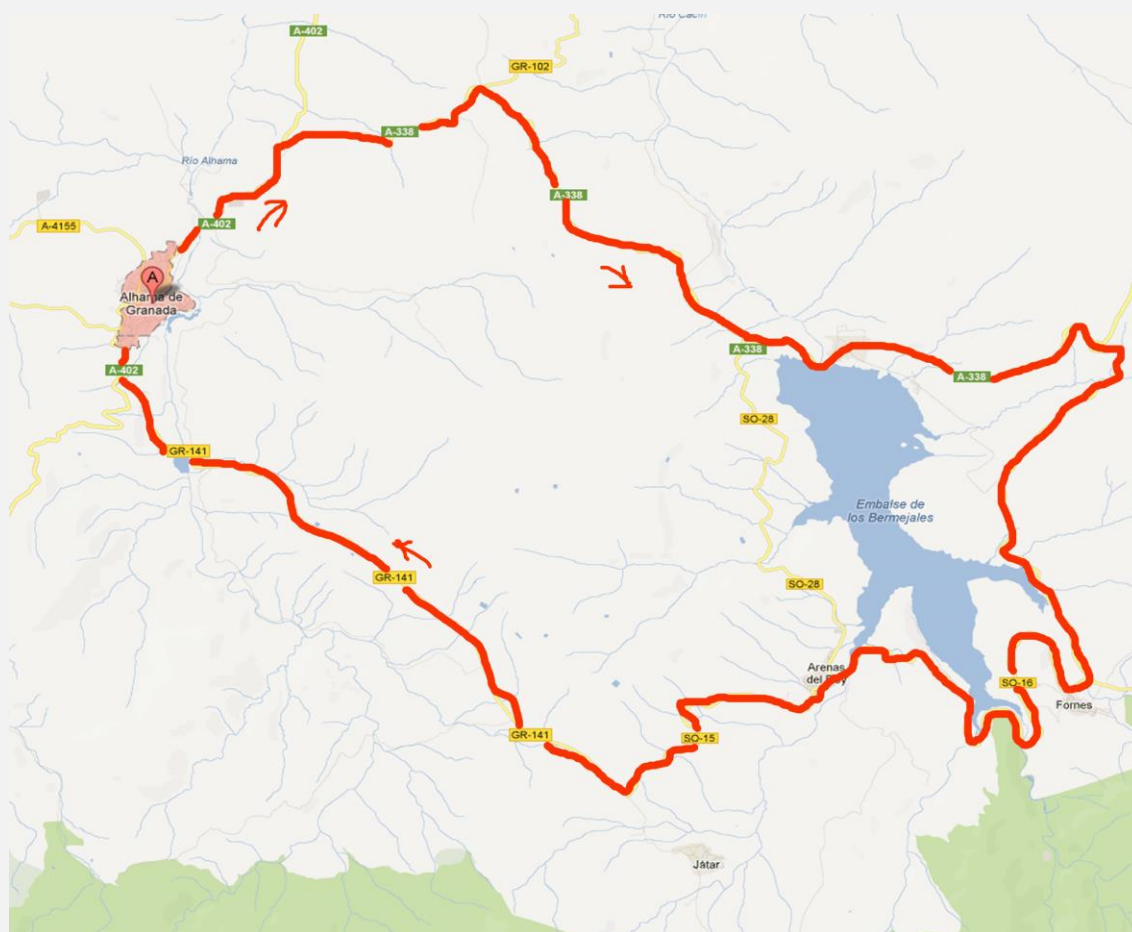 Río Cacín
A-402
GR-102
A-338
Río Alhama
A-338
A-402
A-4155
A
Alhama de
Granada
A-338
A-402
A-338
SO-28
GR-141
Embalse de
los Bermejales
GR-141
SO-28
Arenas
del Rey
SO-16
Fornes
GR-141
SO-15
Játar